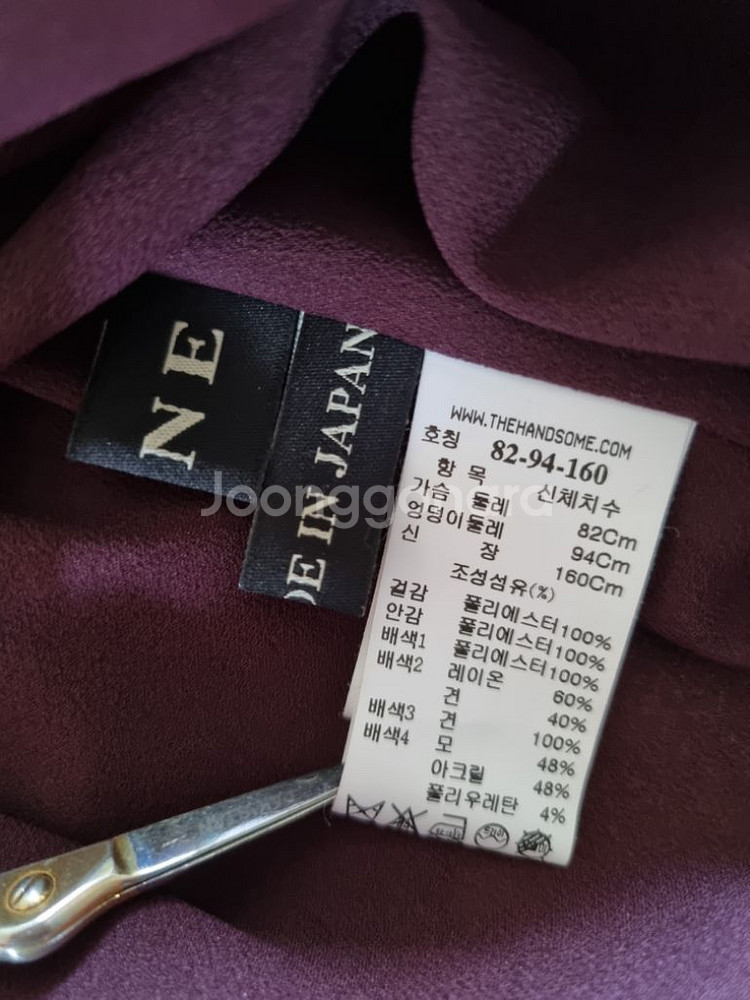 NE
DE IN JAPAN
WWW.THEHANDSOME.COM
호칭 82-94-160
항목 신체치수
가슴둘레 82Cm
엉덩이둘레 94Cm
신장 160Cm
조성섬유(%)
겉감 폴리에스터100%
안감 폴리에스터100%
배색1 폴리에스터100%
배색2 레이온 60%
견 40%
배색3 견 100%
배색4 모 48%
아크릴 48%
폴리우레탄 4%
Joonggonara